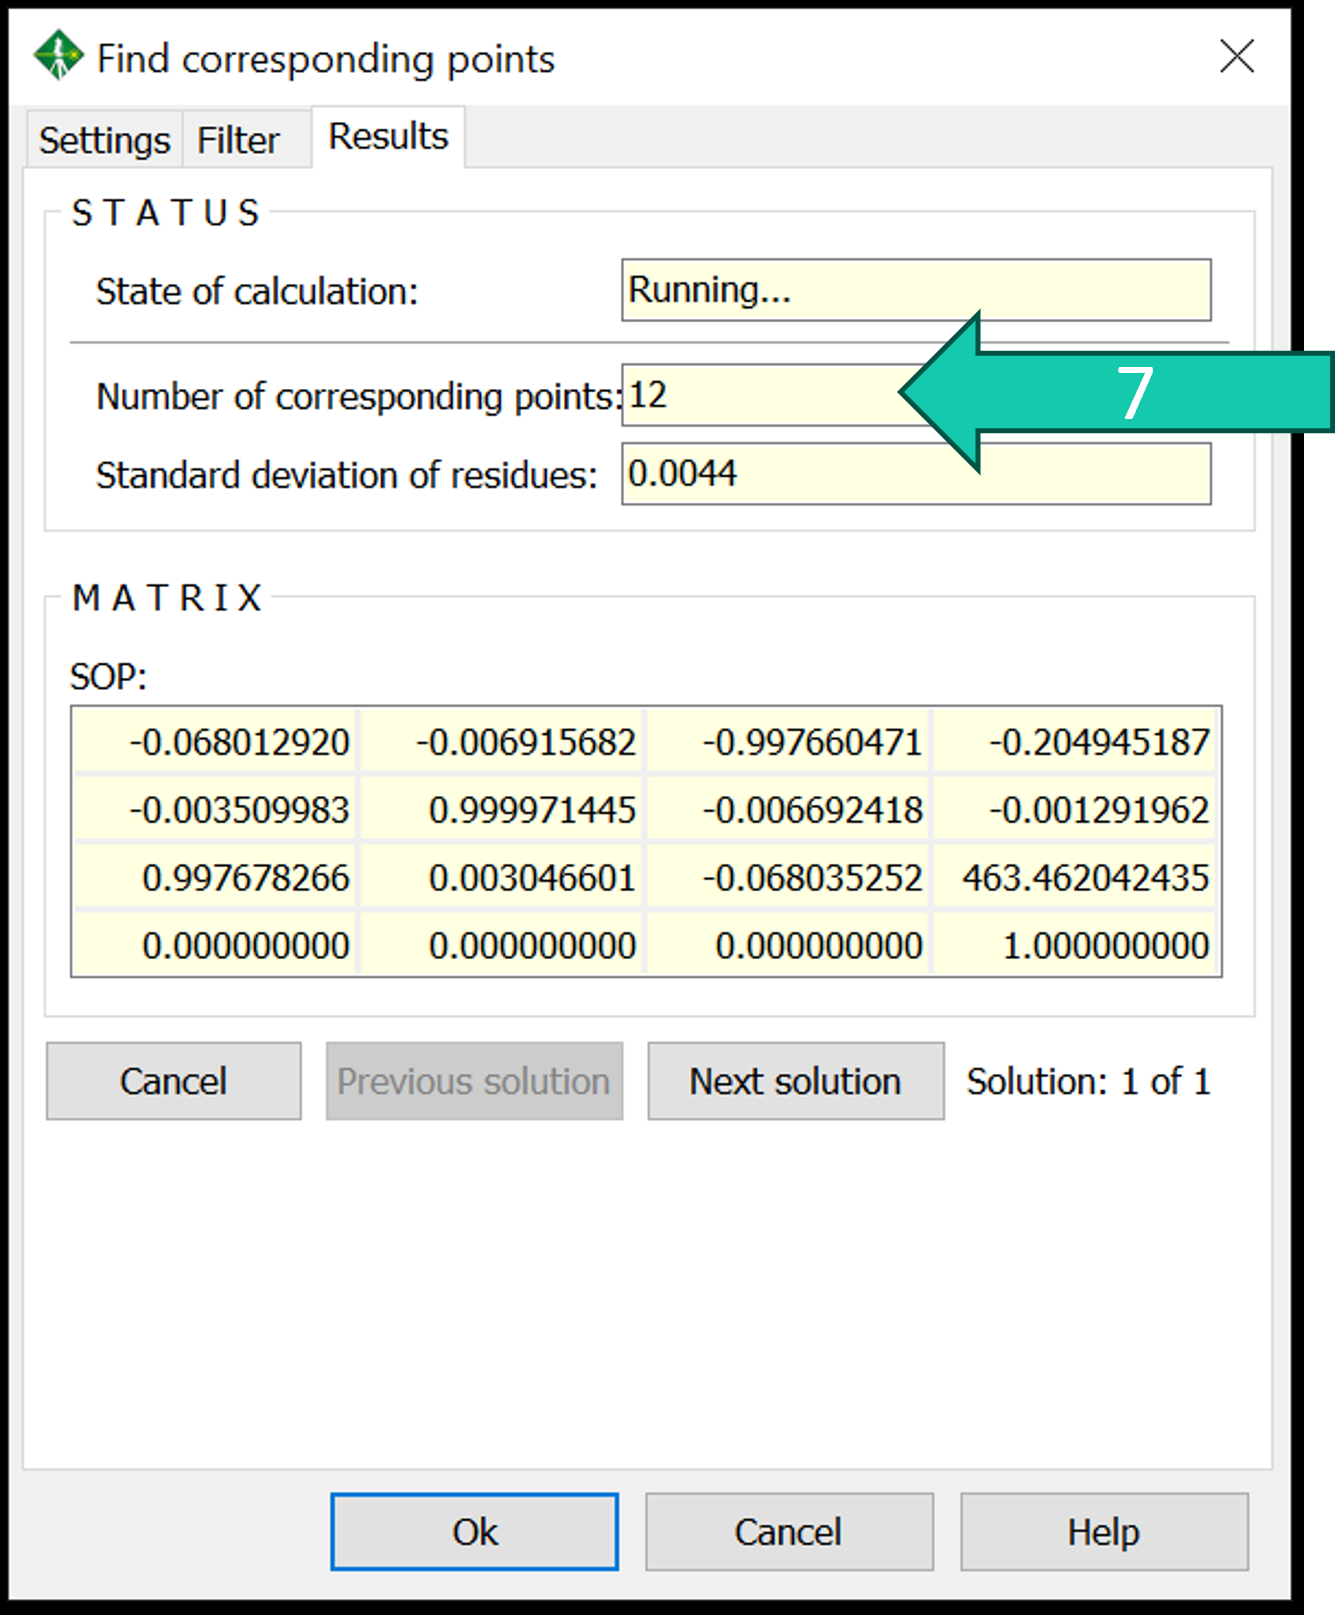 Find corresponding points
Settings Filter Results
STATUS
State of calculation: Running...
Number of corresponding points: 12
7
Standard deviation of residues: 0.0044
MATRIX
SOP:
-0.068012920 -0.006915682 -0.997660471 -0.204945187
-0.003509983 0.999971445 -0.006692418 -0.001291962
0.997678266 0.003046601 -0.068035252 463.462042435
0.000000000 0.000000000 0.000000000 1.000000000
Cancel Previous solution Next solution Solution: 1 of 1
Ok Cancel Help